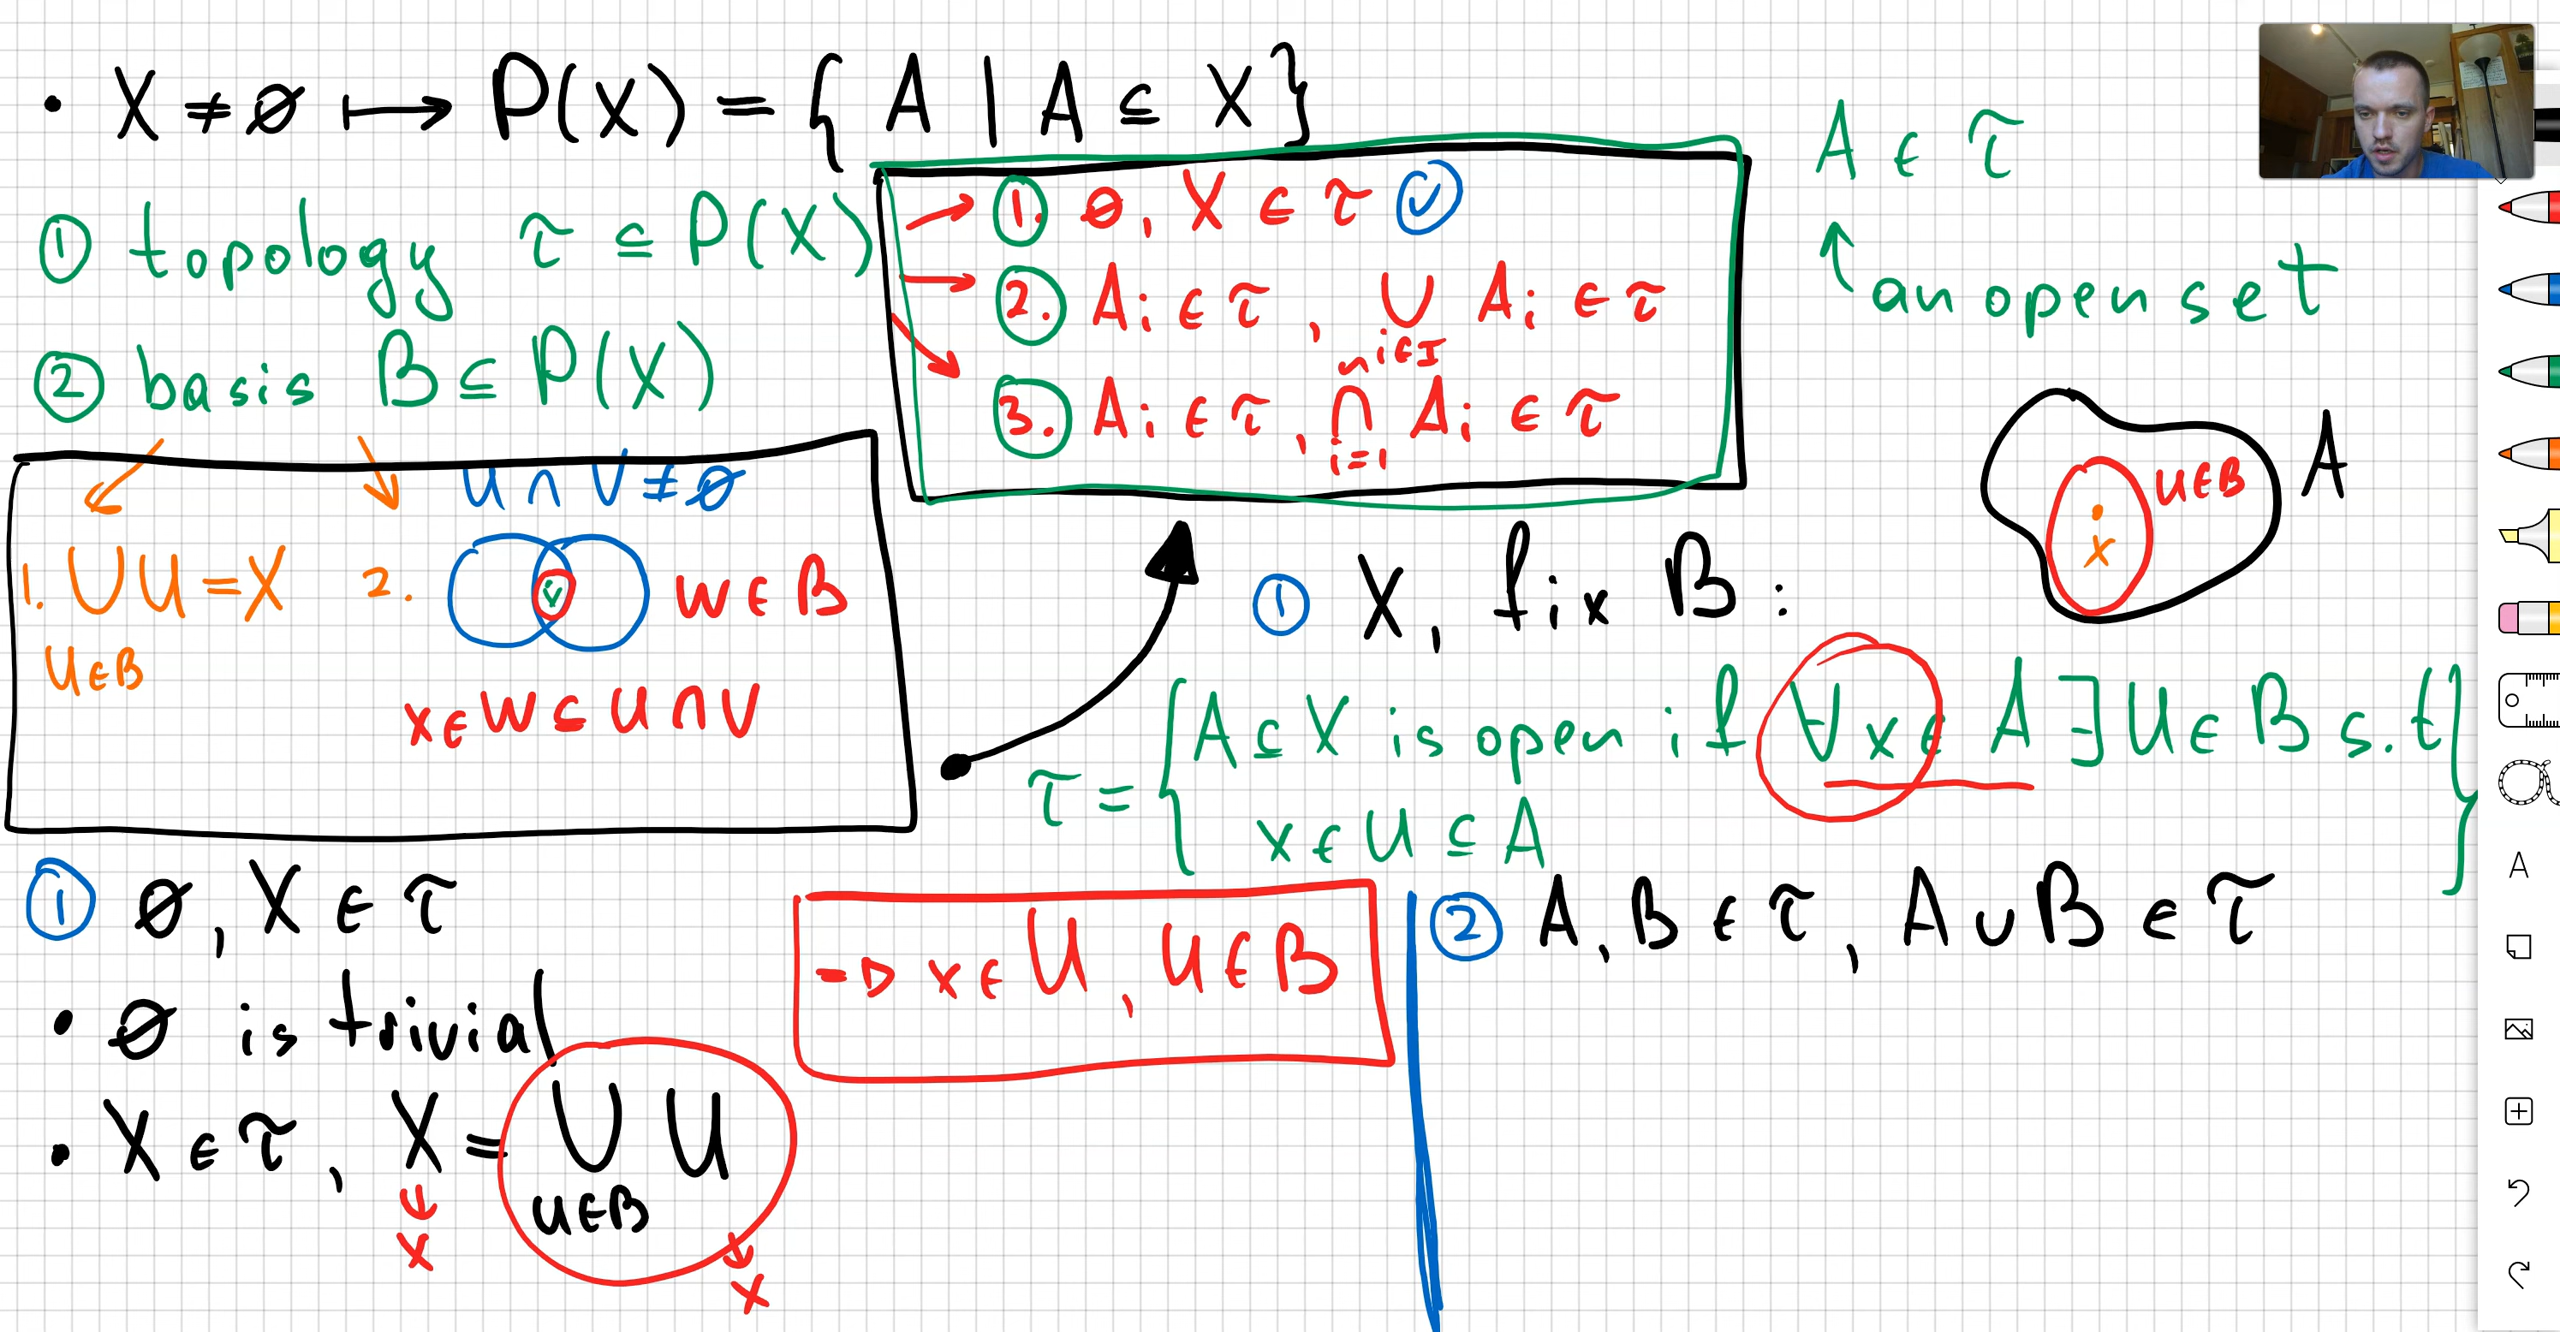 • X ≠ ∅ ↦ P(X) = { A | A ⊆ X }
① topology τ ⊆ P(X)
② basis B ⊆ P(X)
1. ∅, X ∈ τ ✓
2. Aᵢ ∈ τ, ⋃ Aᵢ ∈ τ
i∈I
n
3. Aᵢ ∈ τ, ⋂ Aᵢ ∈ τ
i=1
A ∈ τ
↑ an open set
U∈B A
x
U ∩ V ≠ ∅
1. ⋃ U = X 2. W ∈ B
U∈B
x ∈ W ⊆ U ∩ V
① X, fix B :
τ = { A ⊆ X is open if ∀ x ∈ A ∃ U ∈ B s.t
x ∈ U ⊆ A }
① ∅, X ∈ τ
• ∅ is trivial
• X ∈ τ, X = ⋃ U
U∈B
x x
⇒ x ∈ U, U ∈ B
② A, B ∈ τ, A ∪ B ∈ τ
A